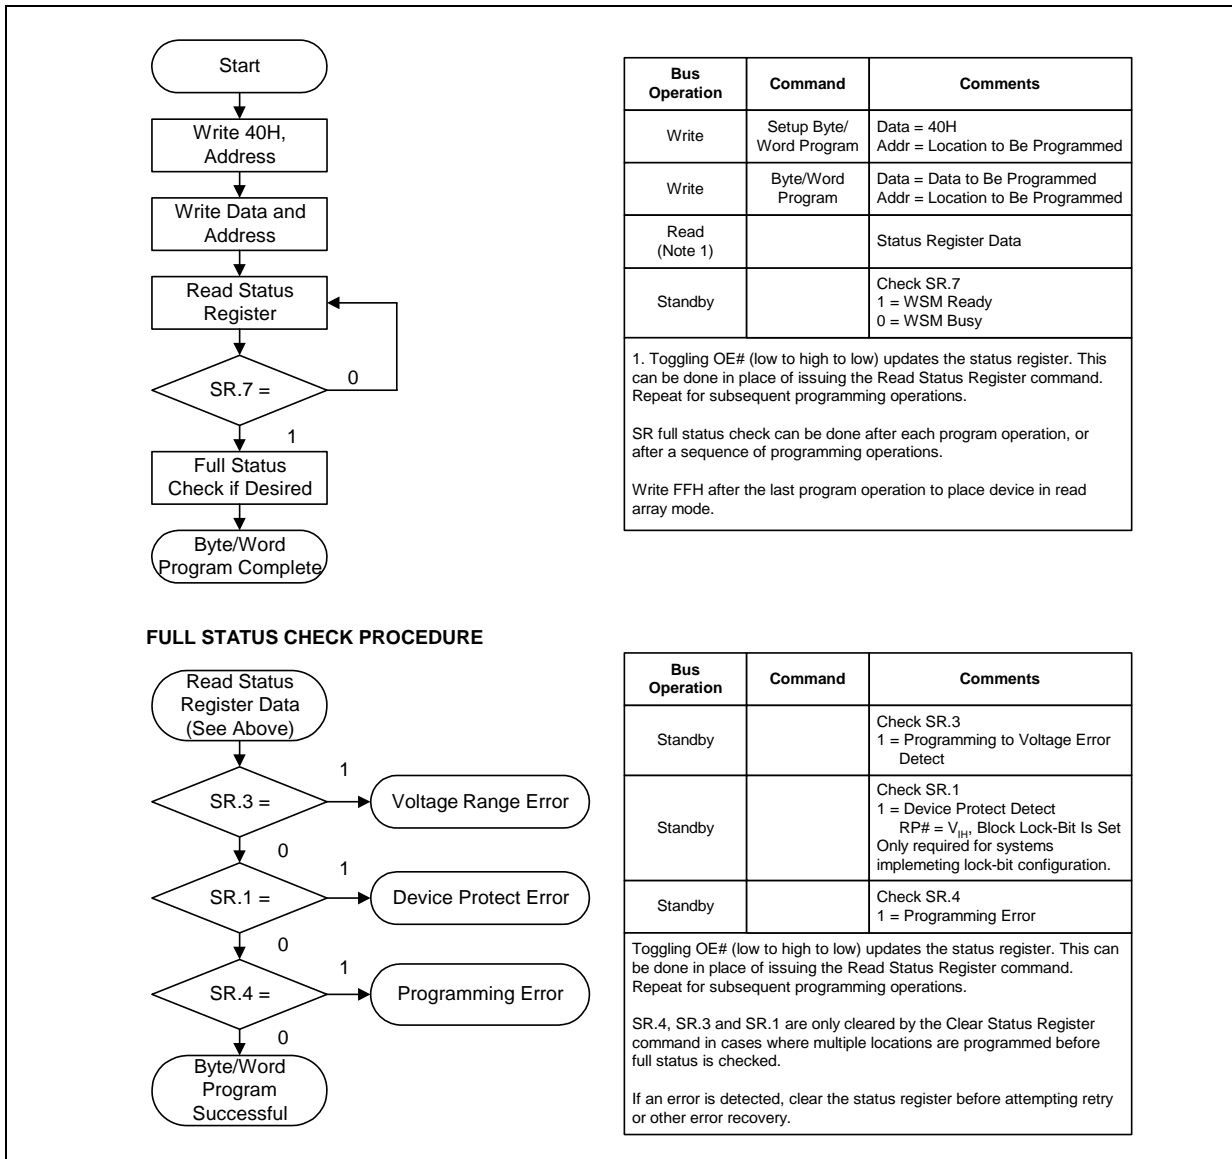 Start
Write 40H,
Address
Write Data and
Address
Read Status
Register
SR.7 =
0
1
Full Status
Check if Desired
Byte/Word
Program Complete
Bus
Operation
Command
Comments
Write
Setup Byte/
Word Program
Data = 40H
Addr = Location to Be Programmed
Write
Byte/Word
Program
Data = Data to Be Programmed
Addr = Location to Be Programmed
Read
(Note 1)
Status Register Data
Standby
Check SR.7
1 = WSM Ready
0 = WSM Busy
1. Toggling OE# (low to high to low) updates the status register. This
can be done in place of issuing the Read Status Register command.
Repeat for subsequent programming operations.
SR full status check can be done after each program operation, or
after a sequence of programming operations.
Write FFH after the last program operation to place device in read
array mode.
FULL STATUS CHECK PROCEDURE
Read Status
Register Data
(See Above)
SR.3 =
1
Voltage Range Error
0
SR.1 =
1
Device Protect Error
0
SR.4 =
1
Programming Error
0
Byte/Word
Program
Successful
Bus
Operation
Command
Comments
Standby
Check SR.3
1 = Programming to Voltage Error
Detect
Standby
Check SR.1
1 = Device Protect Detect
RP# = VIH, Block Lock-Bit Is Set
Only required for systems
implemeting lock-bit configuration.
Standby
Check SR.4
1 = Programming Error
Toggling OE# (low to high to low) updates the status register. This can
be done in place of issuing the Read Status Register command.
Repeat for subsequent programming operations.
SR.4, SR.3 and SR.1 are only cleared by the Clear Status Register
command in cases where multiple locations are programmed before
full status is checked.
If an error is detected, clear the status register before attempting retry
or other error recovery.